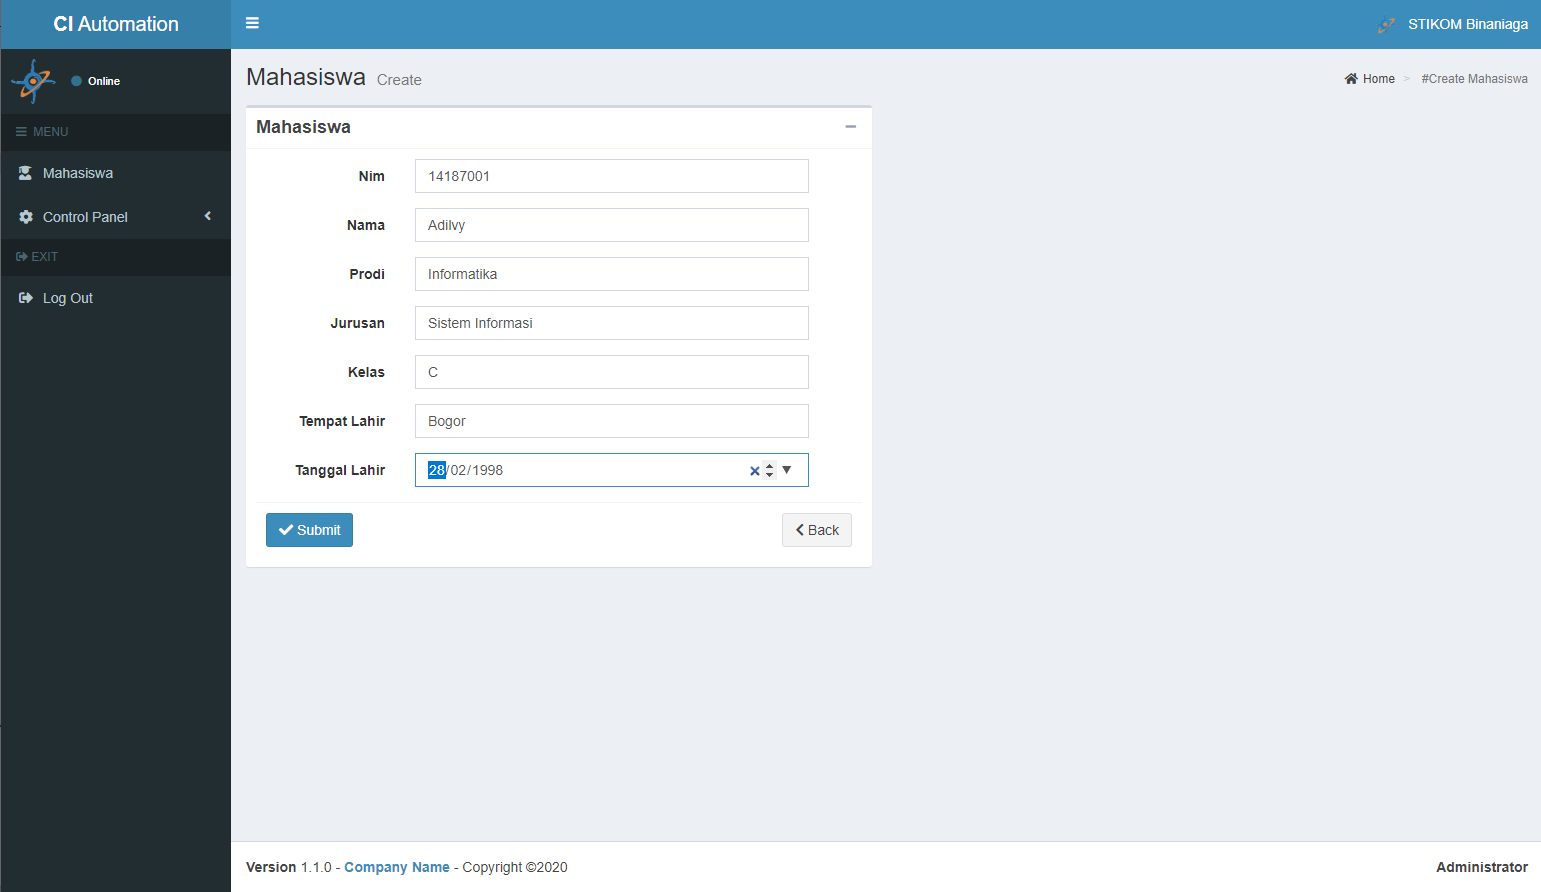 CI Automation
STIKOM Binaniaga
Online
MENU
Mahasiswa
Control Panel
EXIT
Log Out
Mahasiswa Create
Home > #Create Mahasiswa
Mahasiswa
Nim 14187001
Nama Adilvy
Prodi Informatika
Jurusan Sistem Informasi
Kelas C
Tempat Lahir Bogor
Tanggal Lahir 28/02/1998
Submit
Back
Version 1.1.0 - Company Name - Copyright ©2020
Administrator